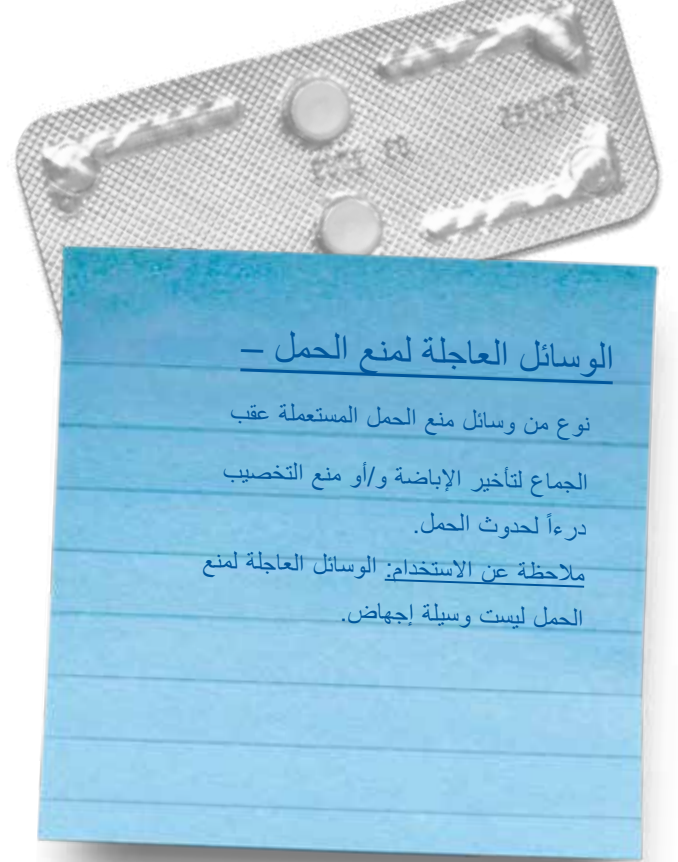 الوسائل العاجلة لمنع الحمل –
نوع من وسائل منع الحمل المستعملة عقب
الجماع لتأخير الإباضة و/أو منع التخصيب
درءاً لحدوث الحمل.
ملاحظة عن الاستخدام: الوسائل العاجلة لمنع
الحمل ليست وسيلة إجهاض.